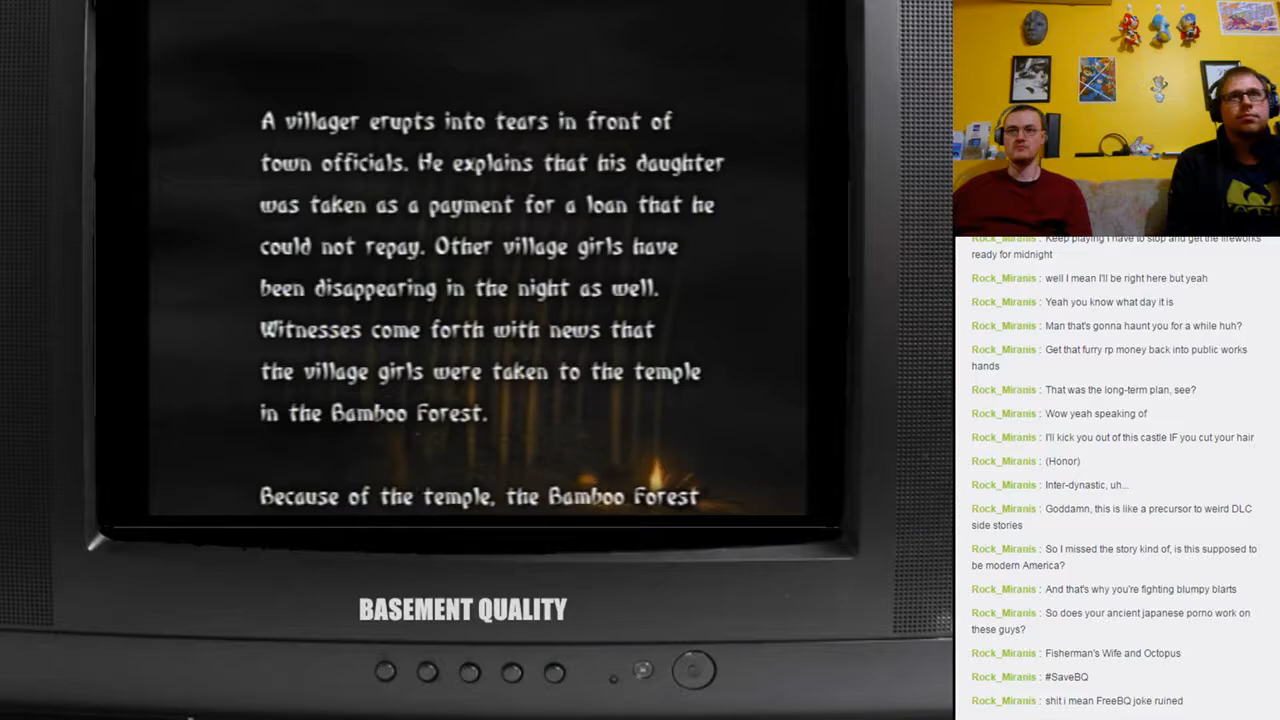 A villager erupts into tears in front of
town officials. He explains that his daughter
was taken as a payment for a loan that he
could not repay. Other village girls have
been disappearing in the night as well.
Witnesses come forth with news that
the village girls were taken to the temple
in the Bamboo Forest.
Because of the temple, the Bamboo Forest
BASEMENT QUALITY
Rock_Miranis : Keep playing I have to stop and get the fireworks
ready for midnight
Rock_Miranis : well I mean I'll be right here but yeah
Rock_Miranis : Yeah you know what day it is
Rock_Miranis : Man that's gonna haunt you for a while huh?
Rock_Miranis : Get that furry rp money back into public works
hands
Rock_Miranis : That was the long-term plan, see?
Rock_Miranis : Wow yeah speaking of
Rock_Miranis : I'll kick you out of this castle IF you cut your hair
Rock_Miranis : (Honor)
Rock_Miranis : Inter-dynastic, uh...
Rock_Miranis : Goddamn, this is like a precursor to weird DLC
side stories
Rock_Miranis : So I missed the story kind of, is this supposed to
be modern America?
Rock_Miranis : And that's why you're fighting blumpy blarts
Rock_Miranis : So does your ancient japanese porno work on
these guys?
Rock_Miranis : Fisherman's Wife and Octopus
Rock_Miranis : #SaveBQ
Rock_Miranis : shit i mean FreeBQ joke ruined